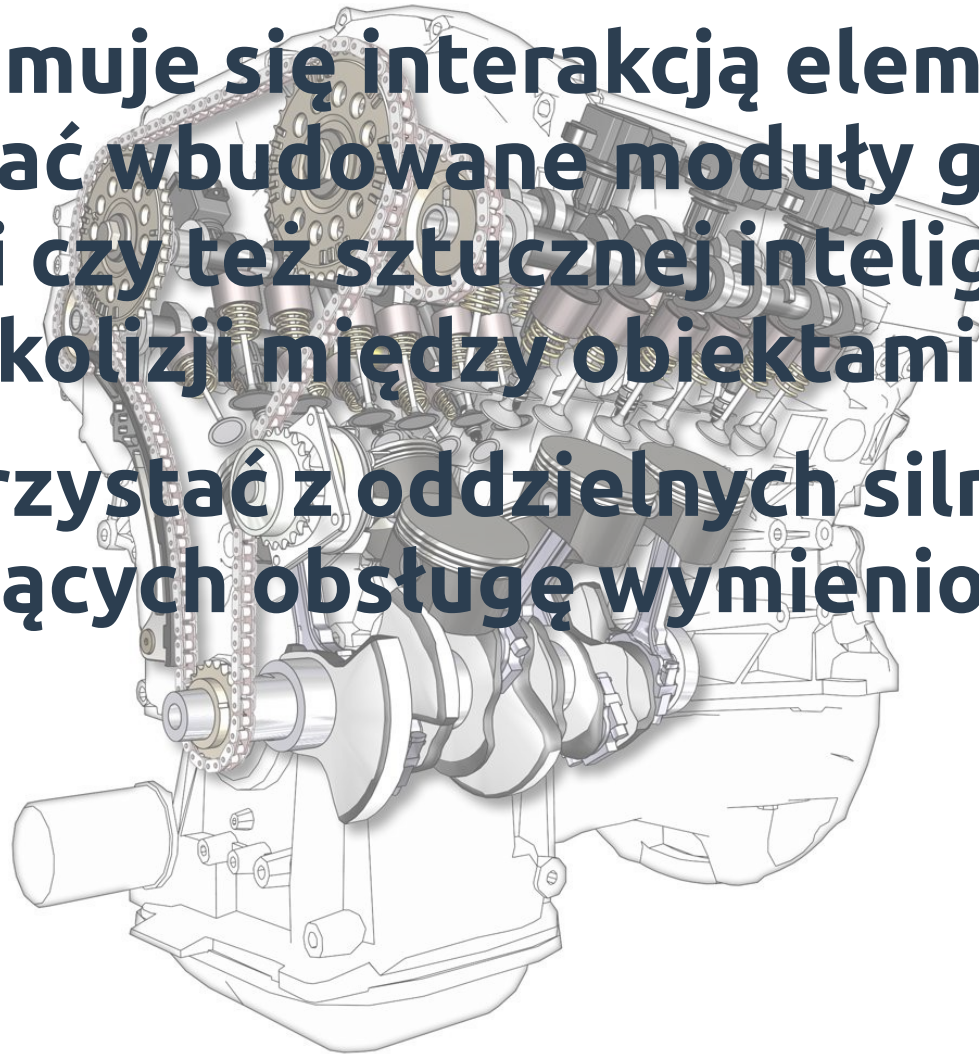 muje się interakcją elem
ać wbudowane moduły g
i czy też sztucznej intelig
kolizji między obiektami
rzystać z oddzielnych siln
ących obsługę wymienio